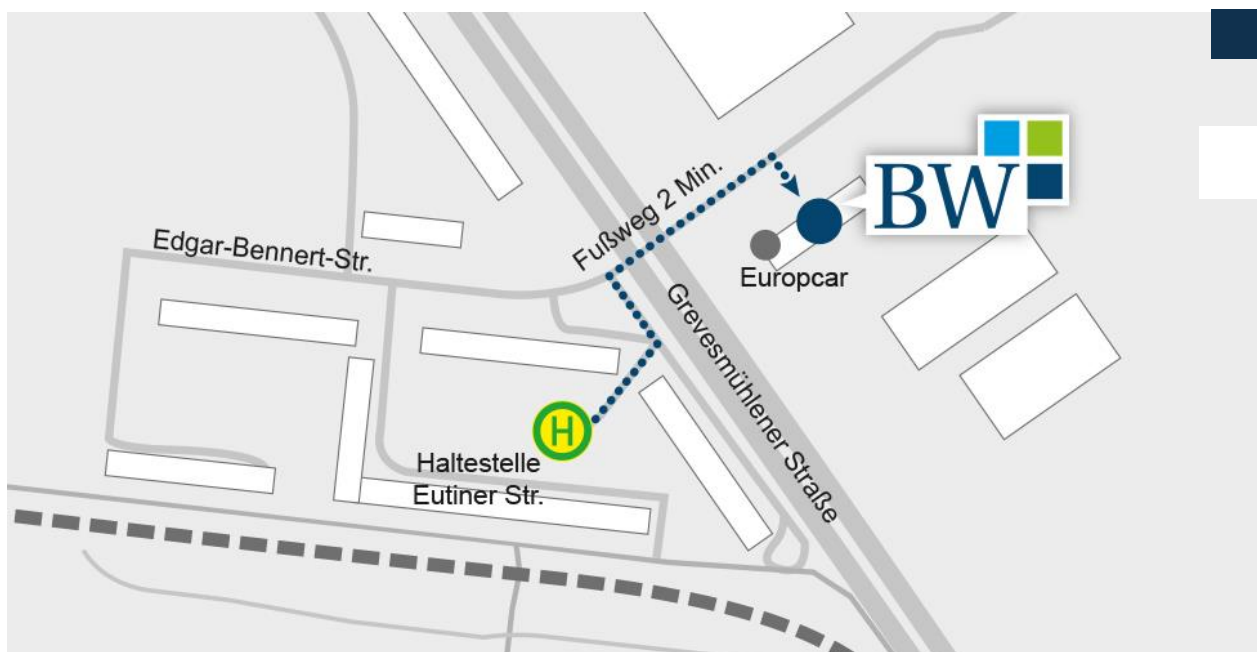 BW
Fußweg 2 Min.
Edgar-Bennert-Str.
Europcar
Grevesmühlener Straße
H
Haltestelle
Eutiner Str.